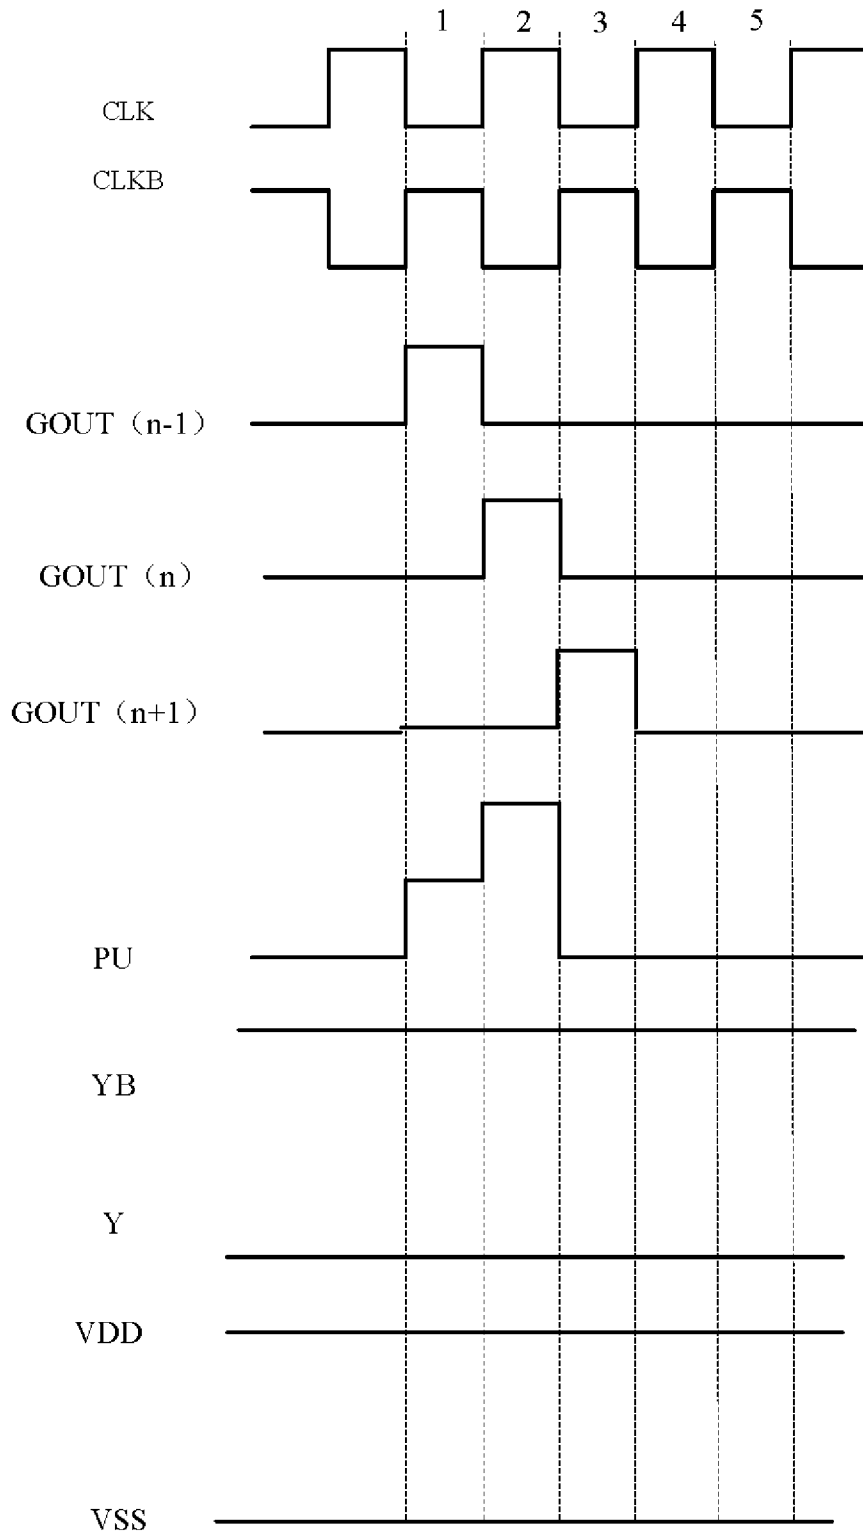 1 2 3 4 5
CLK
CLKB
GOUT（n-1）
GOUT（n）
GOUT（n+1）
PU
YB
Y
VDD
VSS